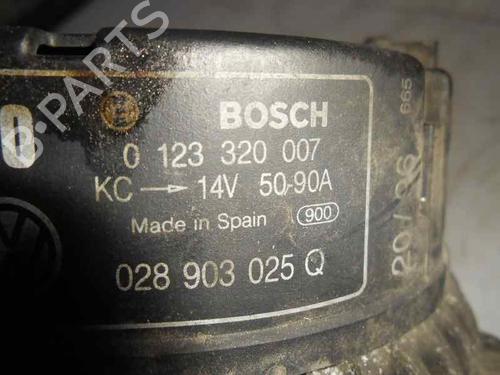 B-PARTS
BOSCH
0 123 320 007
KC → 14V 50-90A
Made in Spain 900
028 903 025 Q
20/96 665